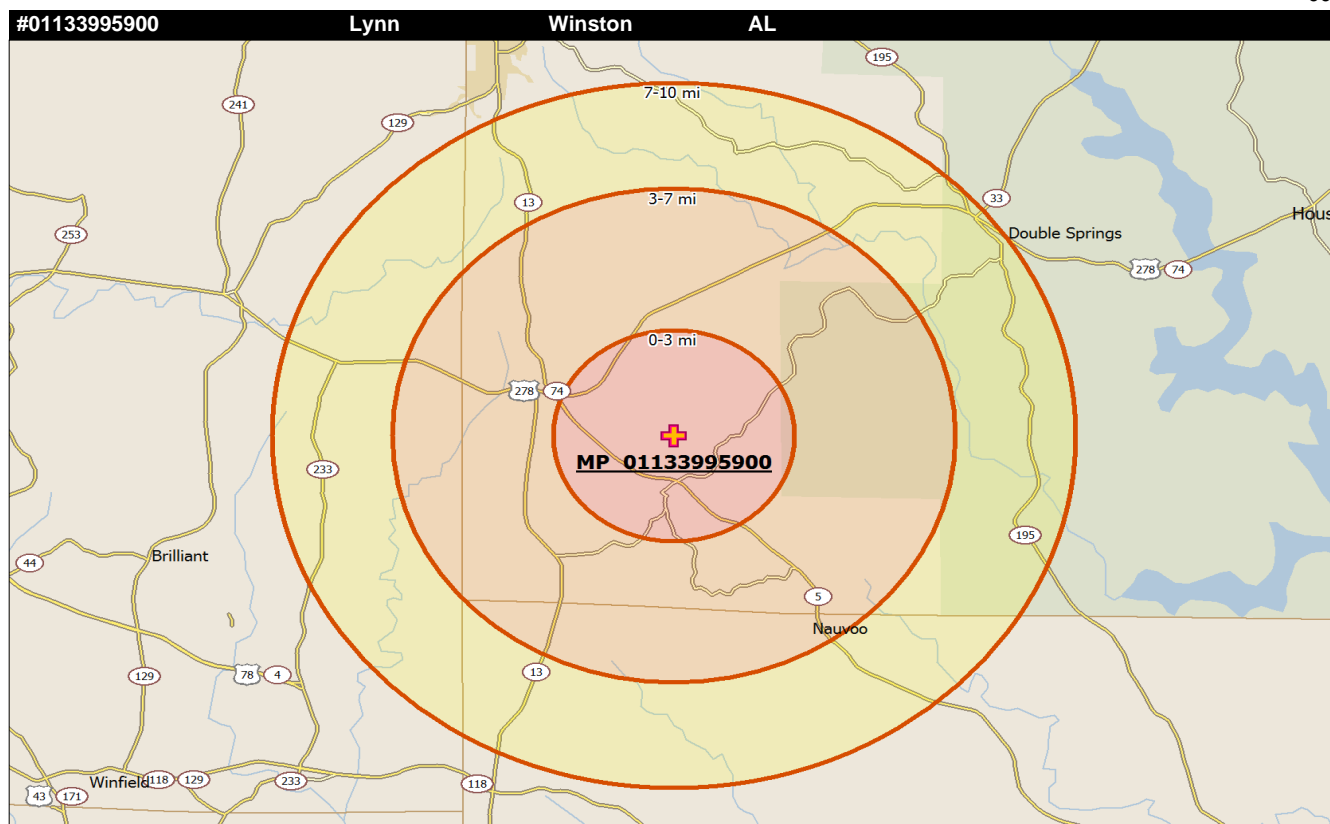 #01133995900 Lynn Winston AL
195
7-10 mi
241
129
33
3-7 mi
13
253
Hous
Double Springs
278 74
0-3 mi
278 74
MP 01133995900
233
195
Brilliant
44
5
Nauvoo
129
78 4
13
Winfield 118 129 233 118
43 171